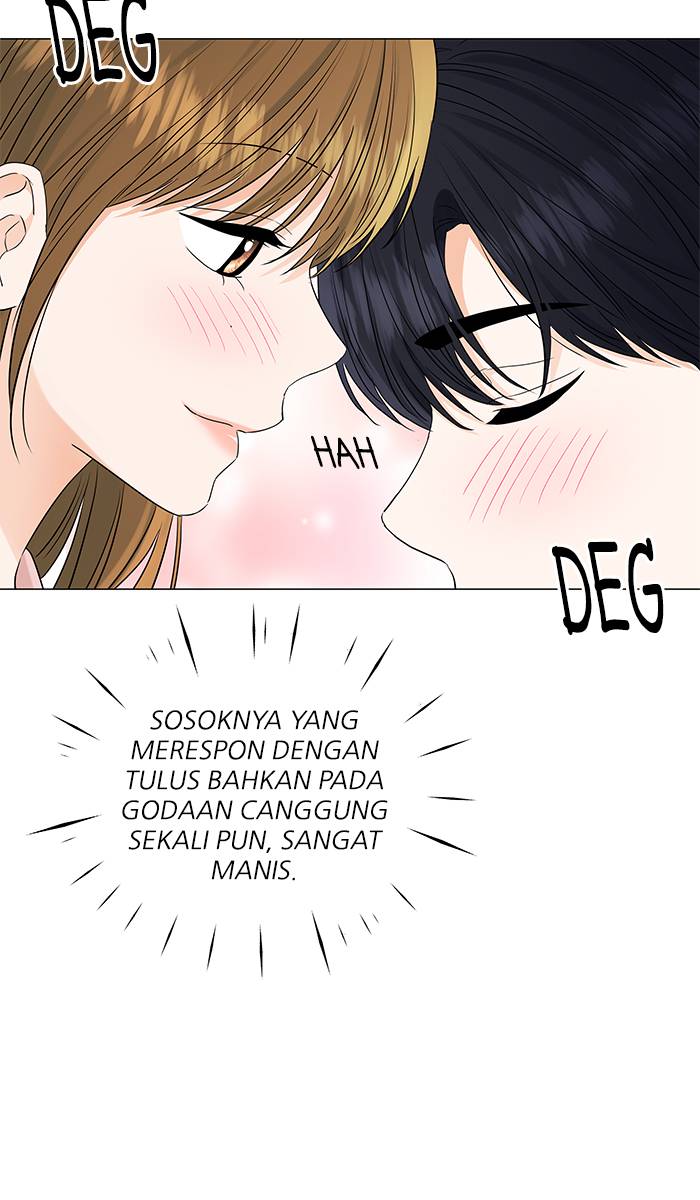 DEG
HAH
DEG
SOSOKNYA YANG
MERESPON DENGAN
TULUS BAHKAN PADA
GODAAN CANGGUNG
SEKALI PUN, SANGAT
MANIS.